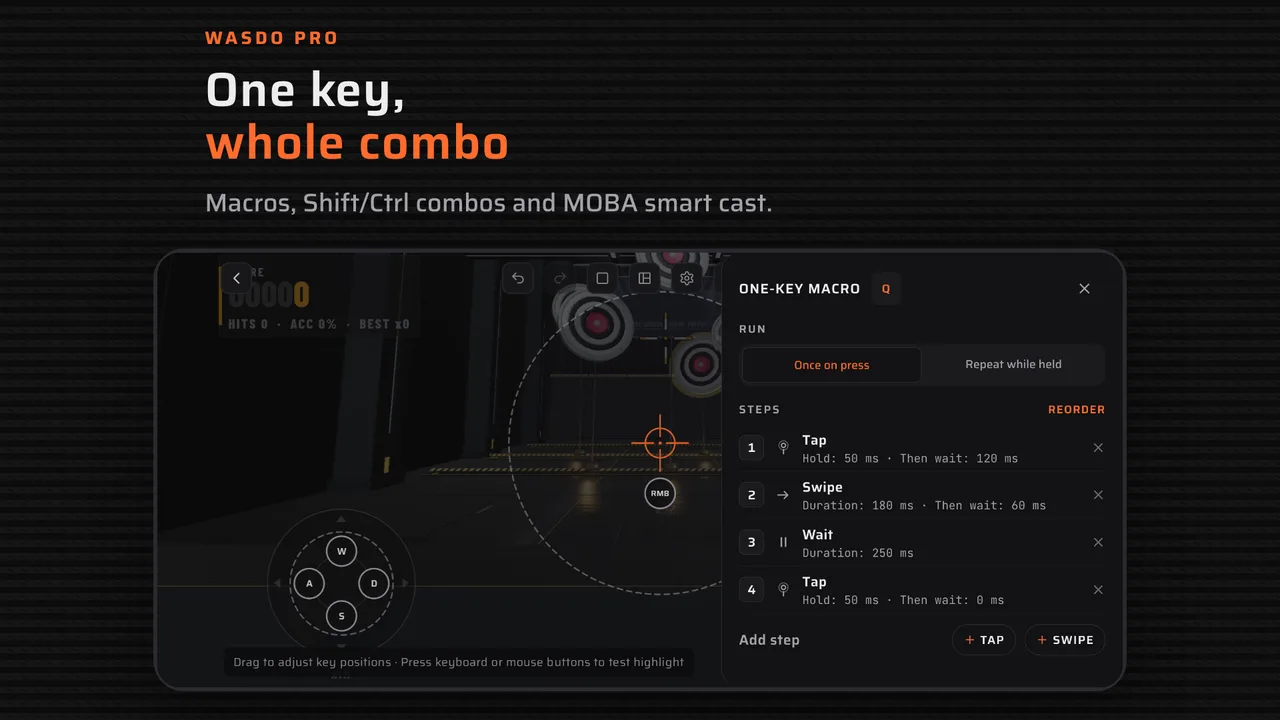 WASDO PRO
One key,
whole combo
Macros, Shift/Ctrl combos and MOBA smart cast.
HITS 0 · ACC 0% · BEST x0
ONE-KEY MACRO Q
RUN
Once on press
Repeat while held
STEPS
REORDER
1 Tap
Hold: 50 ms · Then wait: 120 ms
2 Swipe
Duration: 180 ms · Then wait: 60 ms
3 Wait
Duration: 250 ms
4 Tap
Hold: 50 ms · Then wait: 0 ms
Add step
+ TAP
+ SWIPE
RMB
W
A
D
S
Drag to adjust key positions · Press keyboard or mouse buttons to test highlight